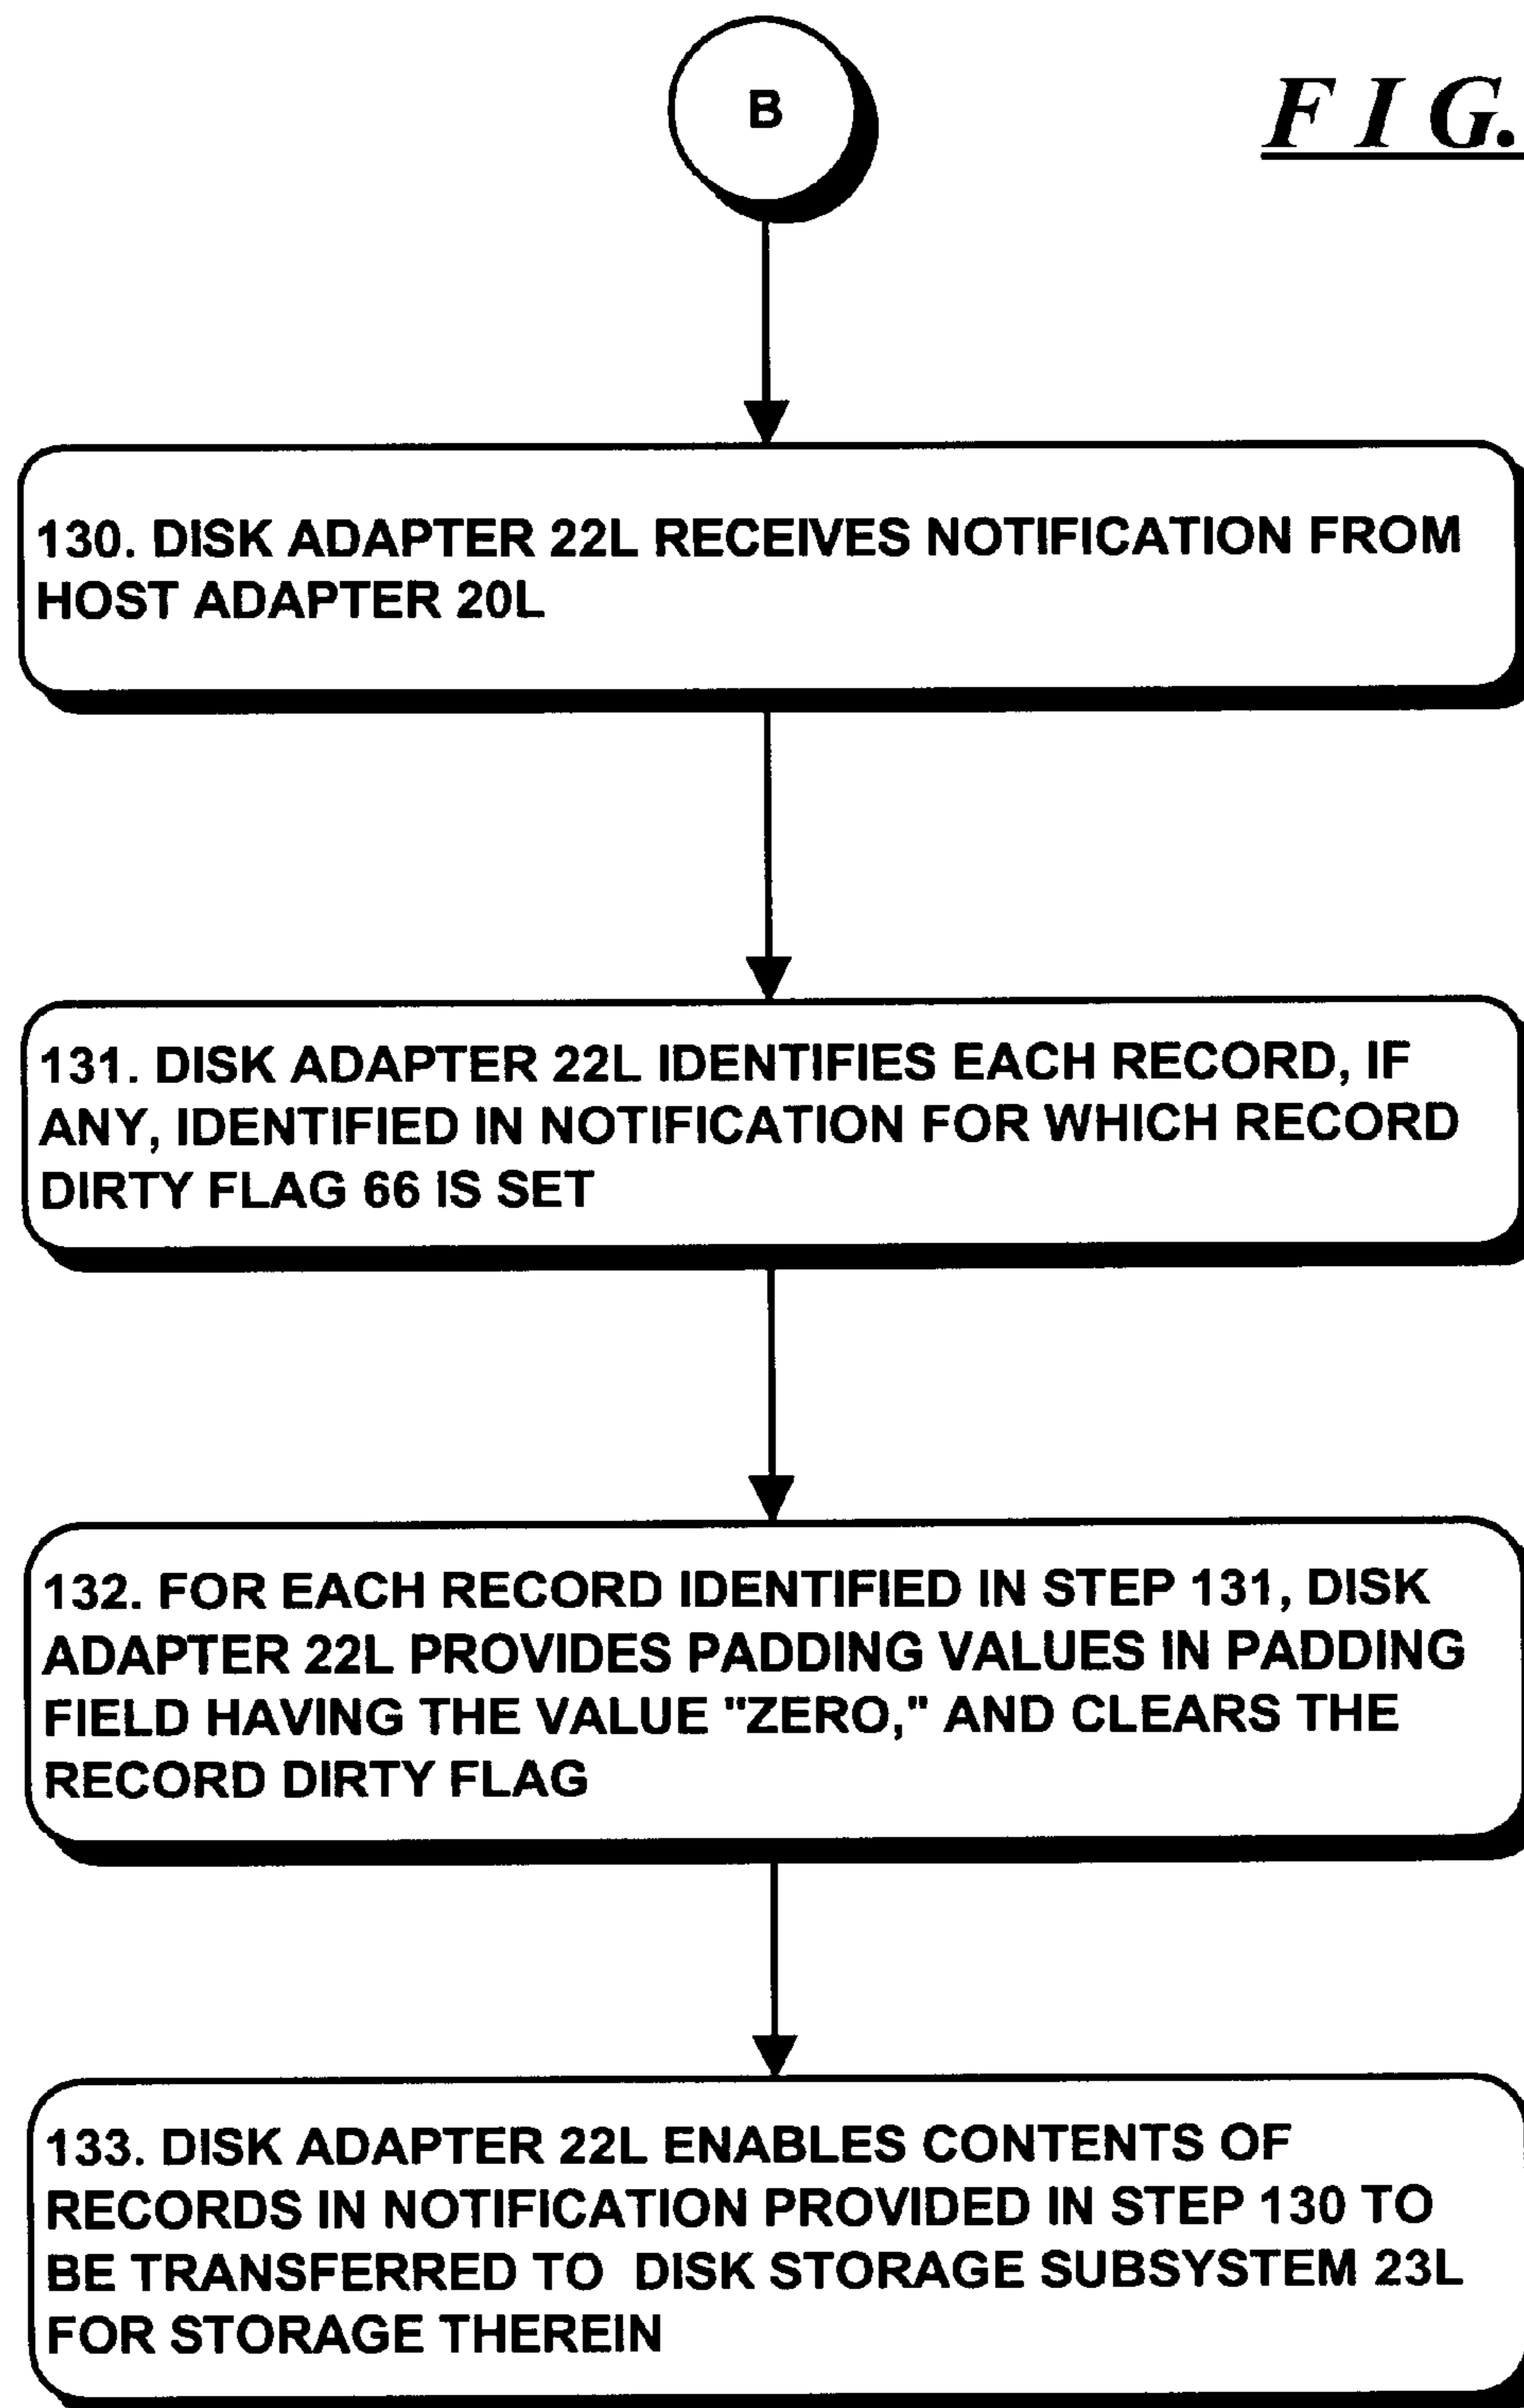 B
F I G.
130. DISK ADAPTER 22L RECEIVES NOTIFICATION FROM
HOST ADAPTER 20L
131. DISK ADAPTER 22L IDENTIFIES EACH RECORD, IF
ANY, IDENTIFIED IN NOTIFICATION FOR WHICH RECORD
DIRTY FLAG 66 IS SET
132. FOR EACH RECORD IDENTIFIED IN STEP 131, DISK
ADAPTER 22L PROVIDES PADDING VALUES IN PADDING
FIELD HAVING THE VALUE "ZERO," AND CLEARS THE
RECORD DIRTY FLAG
133. DISK ADAPTER 22L ENABLES CONTENTS OF
RECORDS IN NOTIFICATION PROVIDED IN STEP 130 TO
BE TRANSFERRED TO DISK STORAGE SUBSYSTEM 23L
FOR STORAGE THEREIN